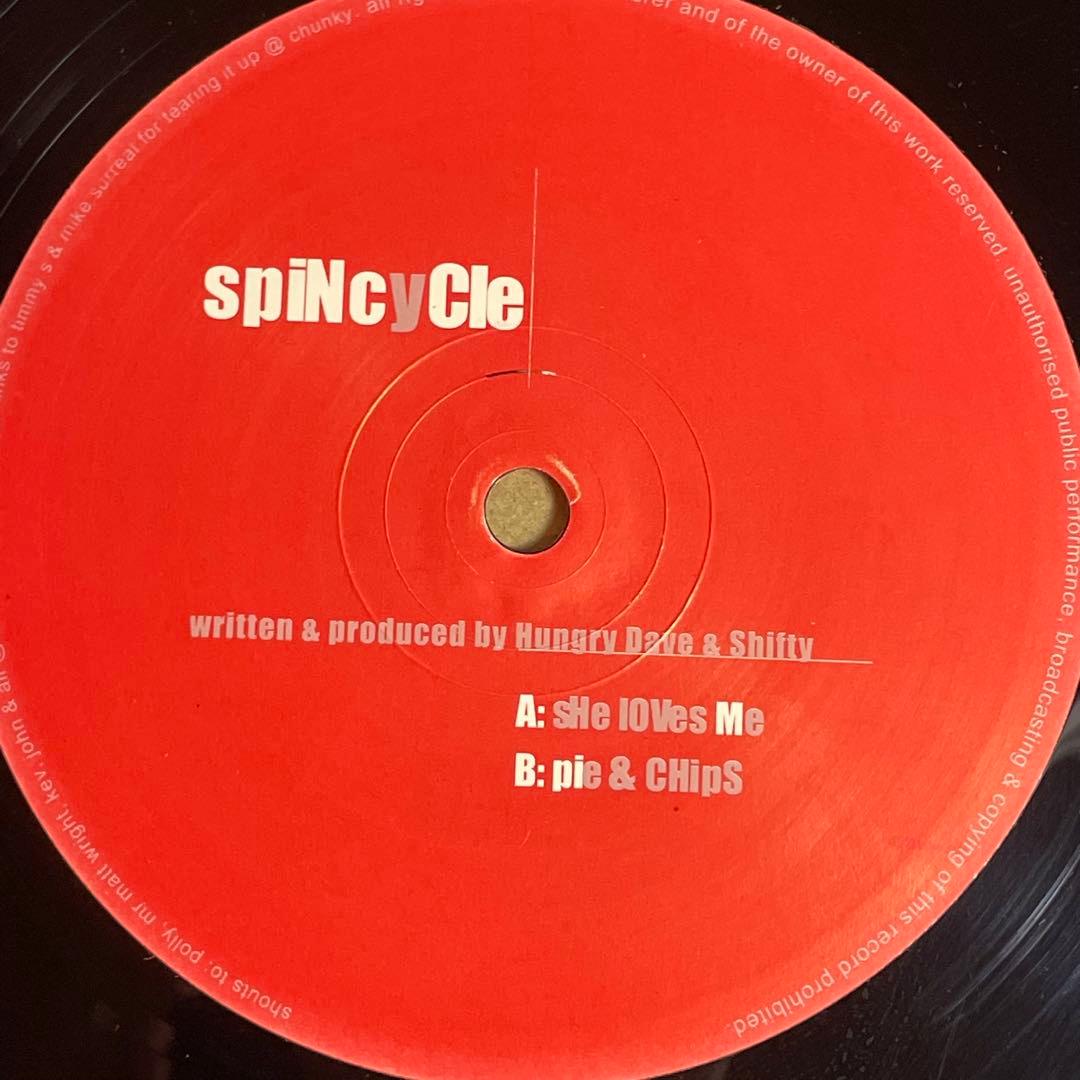 spiNcyCle
written & produced by Hungry Dave & Shifty
A: sHe lOVes Me
B: pie & CHipS
shouts to: polly, mr matt wright, kev, john & all @
to timmy s & mike surreal for tearing it up @ chunky. all
and of the owner of this work reserved. unauthorised public performance, broadcasting & copying of this record prohibited.